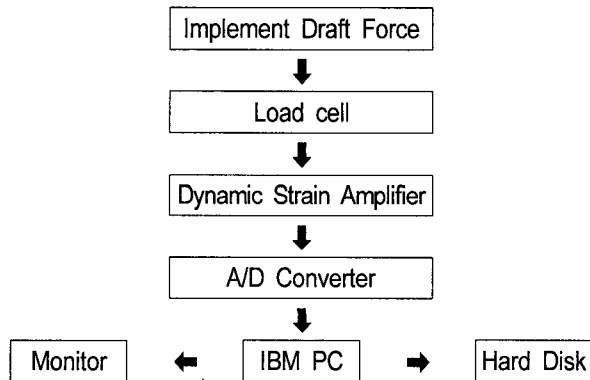 Implement Draft Force
Load cell
Dynamic Strain Amplifier
A/D Converter
Monitor
IBM PC
Hard Disk